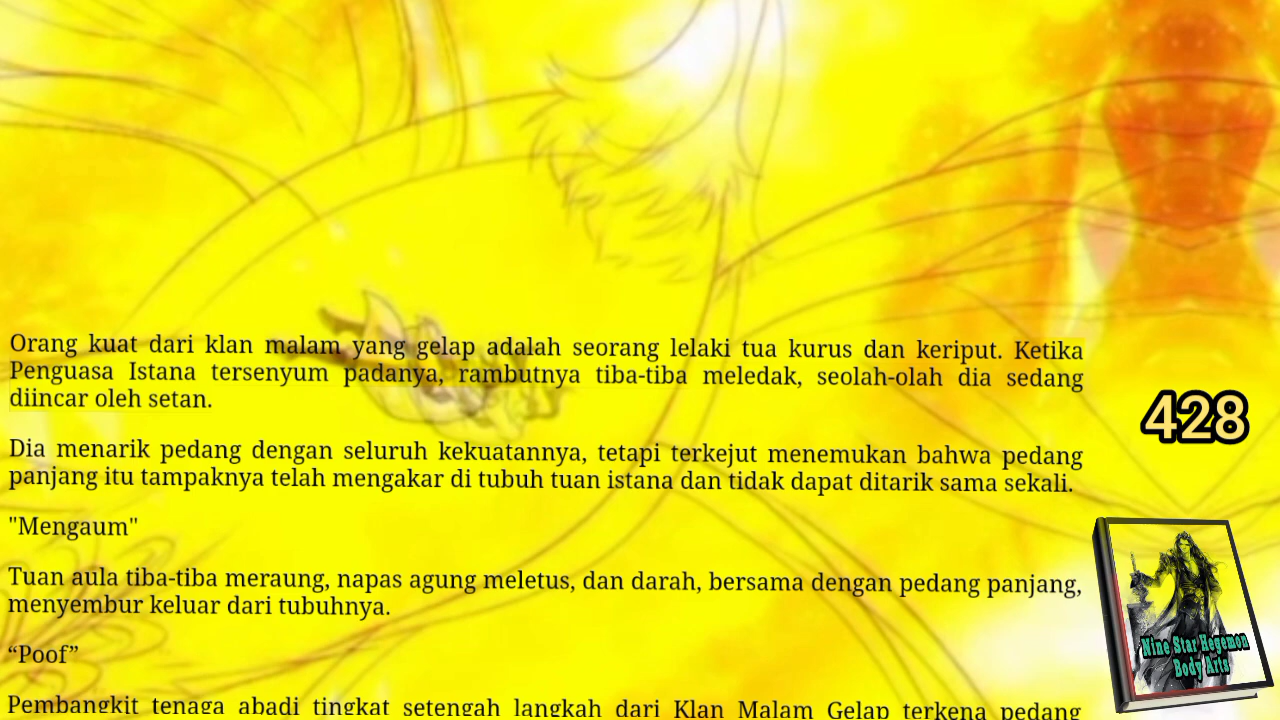 Orang kuat dari klan malam yang gelap adalah seorang lelaki tua kurus dan keriput. Ketika
Penguasa Istana tersenyum padanya, rambutnya tiba-tiba meledak, seolah-olah dia sedang
diincar oleh setan.
Dia menarik pedang dengan seluruh kekuatannya, tetapi terkejut menemukan bahwa pedang
panjang itu tampaknya telah mengakar di tubuh tuan istana dan tidak dapat ditarik sama sekali.
"Mengaum"
Tuan aula tiba-tiba meraung, napas agung meletus, dan darah, bersama dengan pedang panjang,
menyembur keluar dari tubuhnya.
“Poof”
Pembangkit tenaga abadi tingkat setengah langkah dari Klan Malam Gelap terkena pedang
428
Nine Star Hegemon
Body Arts